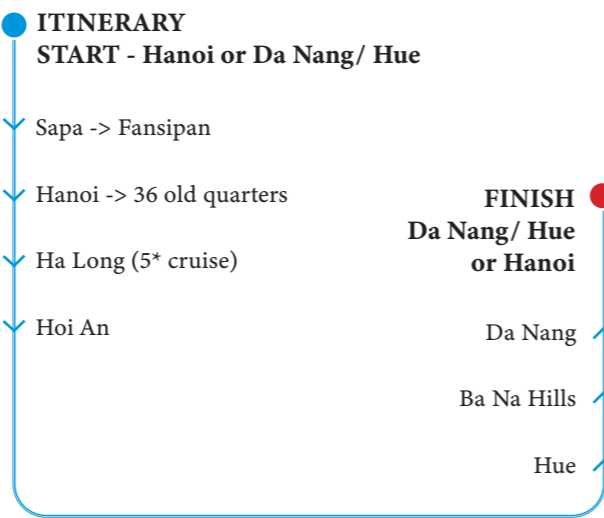 ITINERARY
START - Hanoi or Da Nang/ Hue
Sapa -> Fansipan
Hanoi -> 36 old quarters
Ha Long (5* cruise)
Hoi An
FINISH
Da Nang/ Hue
or Hanoi
Da Nang
Ba Na Hills
Hue